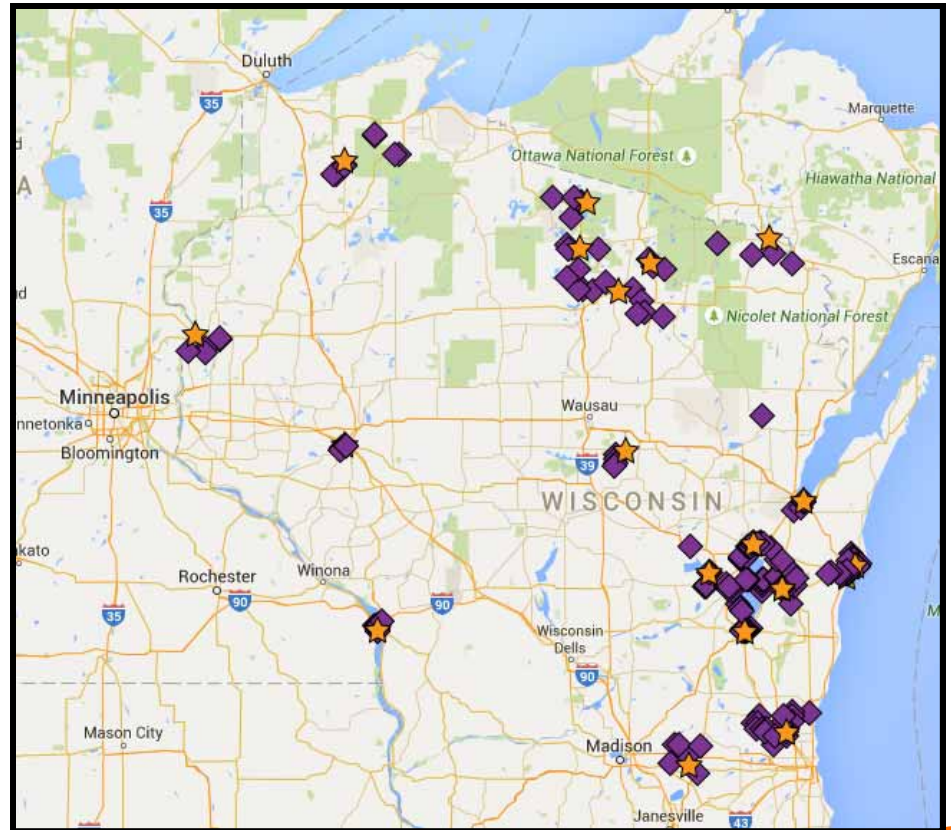 Duluth
35
Marquette
Ottawa National Forest
Hiawatha National
A
35
Escana
Nicolet National Forest
Minneapolis
nnetonka
Bloomington
Wausau
39
WISCONSIN
kato
Rochester
Winona
90
90
35
Wisconsin
Dells
90
Mason City
Madison
Janesville
43